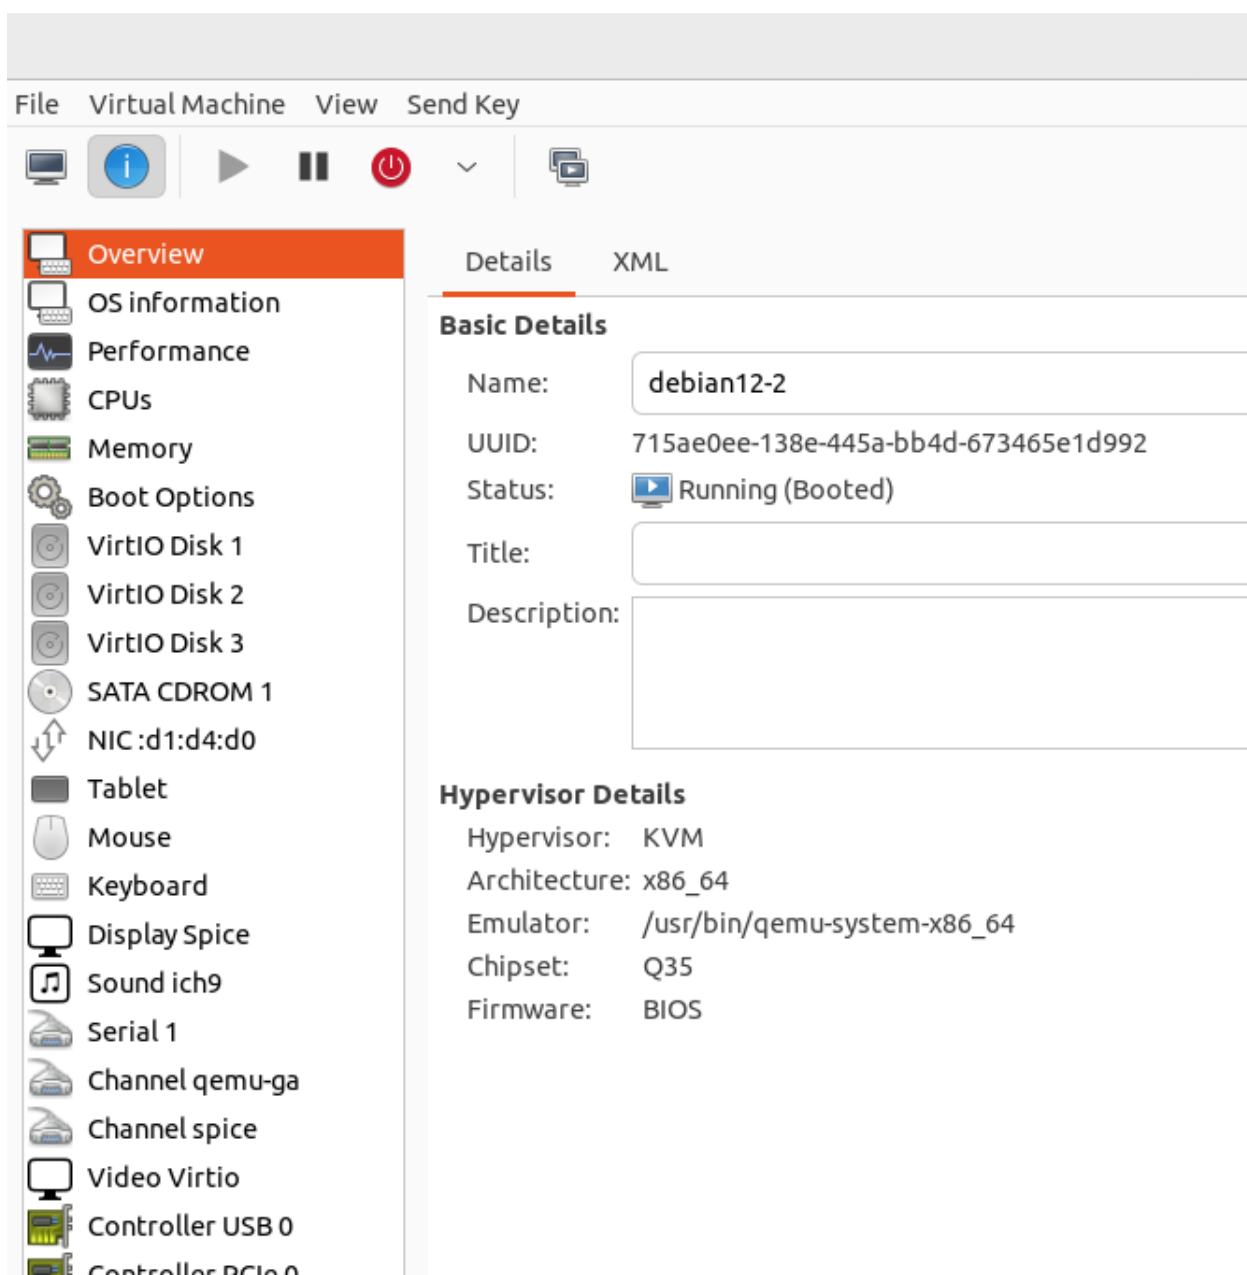 File Virtual Machine View Send Key
Overview
OS information
Performance
CPUs
Memory
Boot Options
VirtIO Disk 1
VirtIO Disk 2
VirtIO Disk 3
SATA CDROM 1
NIC :d1:d4:d0
Tablet
Mouse
Keyboard
Display Spice
Sound ich9
Serial 1
Channel qemu-ga
Channel spice
Video Virtio
Controller USB 0
Controller PCIe 0
Details XML
Basic Details
Name: debian12-2
UUID: 715ae0ee-138e-445a-bb4d-673465e1d992
Status: Running (Booted)
Title:
Description:
Hypervisor Details
Hypervisor: KVM
Architecture: x86_64
Emulator: /usr/bin/qemu-system-x86_64
Chipset: Q35
Firmware: BIOS